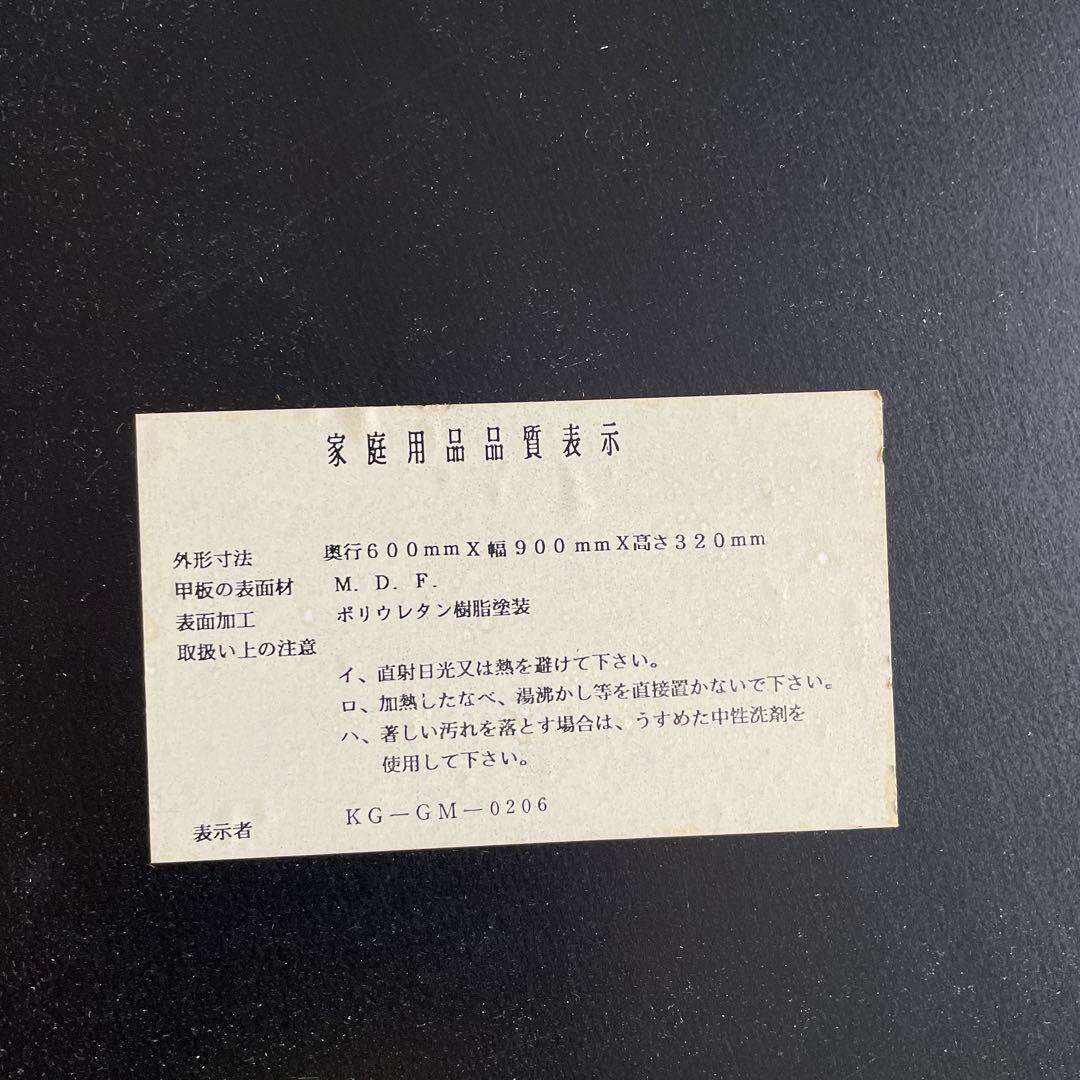 家庭用品品質表示
外形寸法 奥行600mmX幅900mmX高さ320mm
甲板の表面材 M．D．F．
表面加工 ポリウレタン樹脂塗装
取扱い上の注意
イ、直射日光又は熱を避けて下さい。
ロ、加熱したなべ、湯沸かし等を直接置かないで下さい。
ハ、著しい汚れを落とす場合は、うすめた中性洗剤を
使用して下さい。
表示者 KG－GM－0206